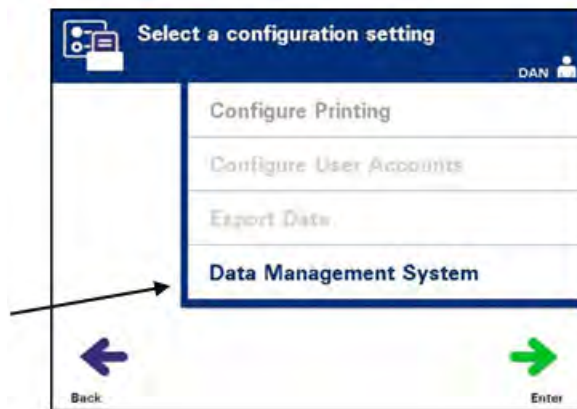 Select a configuration setting
DAN
Configure Printing
Configure User Accounts
Export Data
Data Management System
Back
Enter